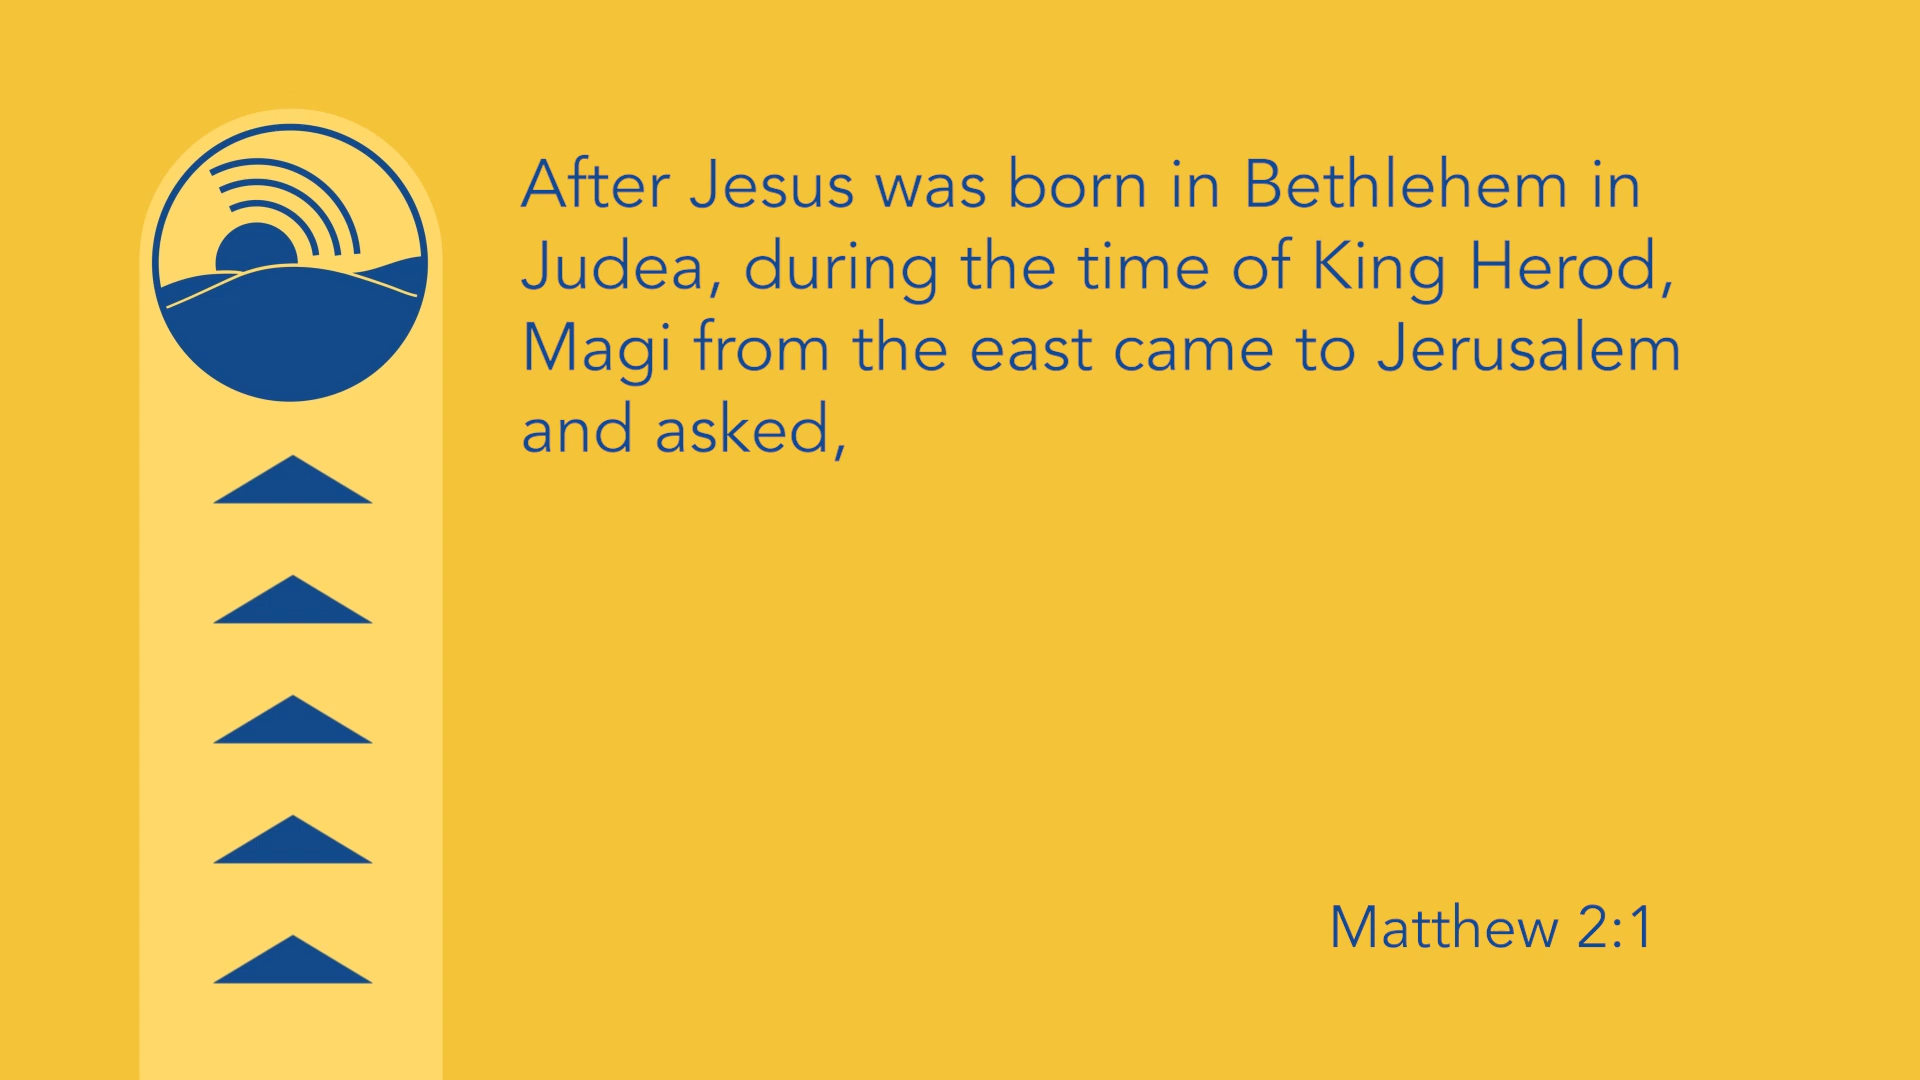 After Jesus was born in Bethlehem in
Judea, during the time of King Herod,
Magi from the east came to Jerusalem
and asked,
Matthew 2:1